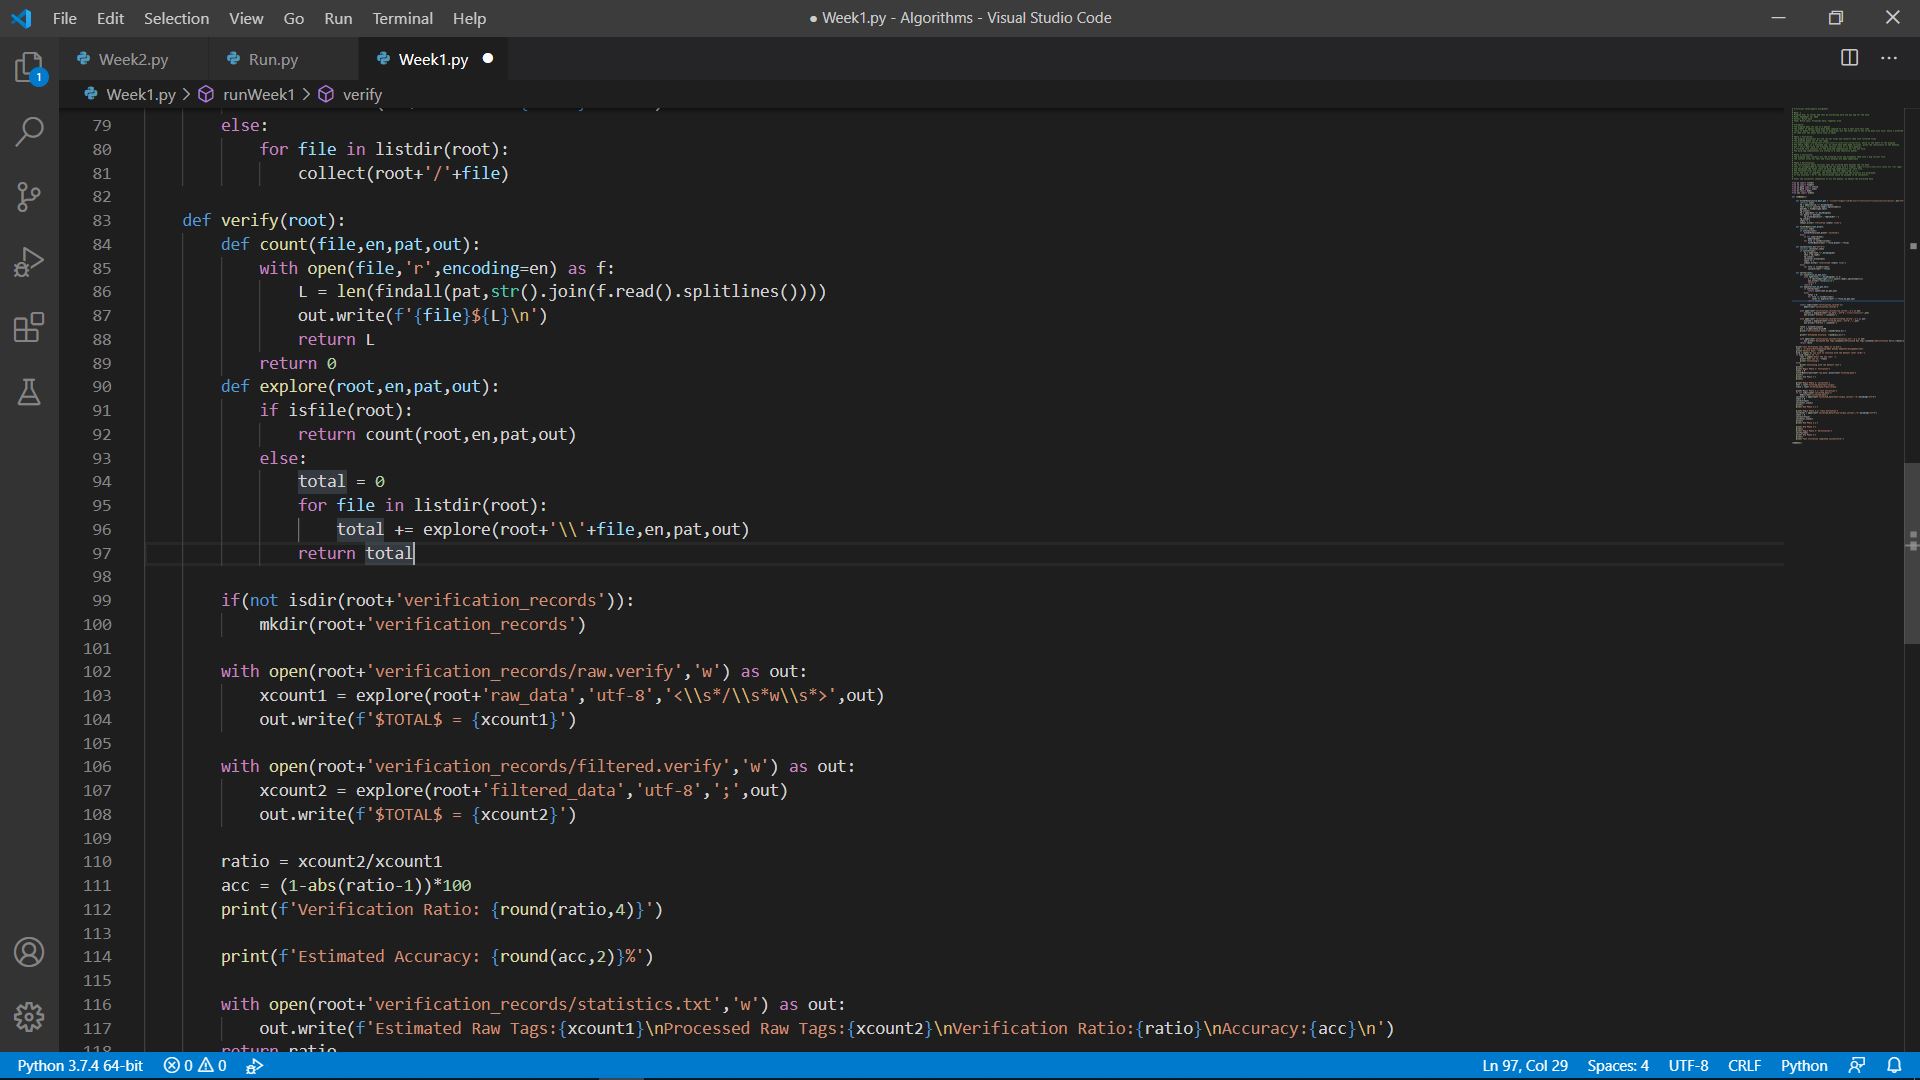 File Edit Selection View Go Run Terminal Help
● Week1.py - Algorithms - Visual Studio Code
Week2.py Run.py Week1.py ●
1
Week1.py > runWeek1 > verify
79 else:
80 for file in listdir(root):
81 collect(root+'/'+file)
82
83 def verify(root):
84 def count(file,en,pat,out):
85 with open(file,'r',encoding=en) as f:
86 L = len(findall(pat,str().join(f.read().splitlines())))
87 out.write(f'{file}${L}\n')
88 return L
89 return 0
90 def explore(root,en,pat,out):
91 if isfile(root):
92 return count(root,en,pat,out)
93 else:
94 total = 0
95 for file in listdir(root):
96 total += explore(root+'\\'+file,en,pat,out)
97 return total
98
99 if(not isdir(root+'verification_records')):
100 mkdir(root+'verification_records')
101
102 with open(root+'verification_records/raw.verify','w') as out:
103 xcount1 = explore(root+'raw_data','utf-8','<\\s*/\\s*w\\s*>',out)
104 out.write(f'$TOTAL$ = {xcount1}')
105
106 with open(root+'verification_records/filtered.verify','w') as out:
107 xcount2 = explore(root+'filtered_data','utf-8',';',out)
108 out.write(f'$TOTAL$ = {xcount2}')
109
110 ratio = xcount2/xcount1
111 acc = (1-abs(ratio-1))*100
112 print(f'Verification Ratio: {round(ratio,4)}')
113
114 print(f'Estimated Accuracy: {round(acc,2)}%')
115
116 with open(root+'verification_records/statistics.txt','w') as out:
117 out.write(f'Estimated Raw Tags:{xcount1}\nProcessed Raw Tags:{xcount2}\nVerification Ratio:{ratio}\nAccuracy:{acc}\n')
118 return ratio
Python 3.7.4 64-bit 0 0 Ln 97, Col 29 Spaces: 4 UTF-8 CRLF Python